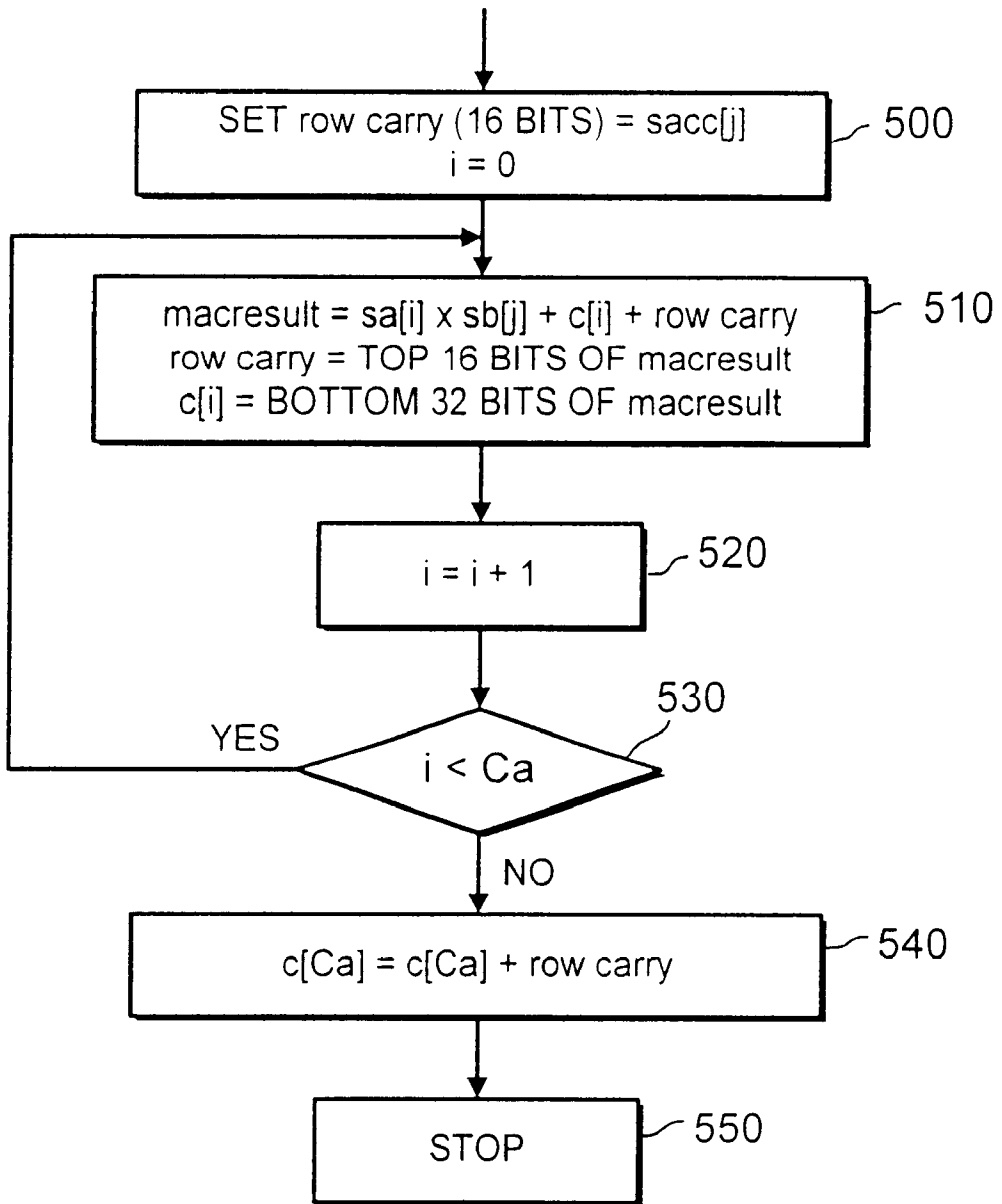 SET row carry (16 BITS) = sacc[j]
i = 0
500
macresult = sa[i] x sb[j] + c[i] + row carry
row carry = TOP 16 BITS OF macresult
c[i] = BOTTOM 32 BITS OF macresult
510
i = i + 1
520
530
YES
i < Ca
NO
c[Ca] = c[Ca] + row carry
540
STOP
550